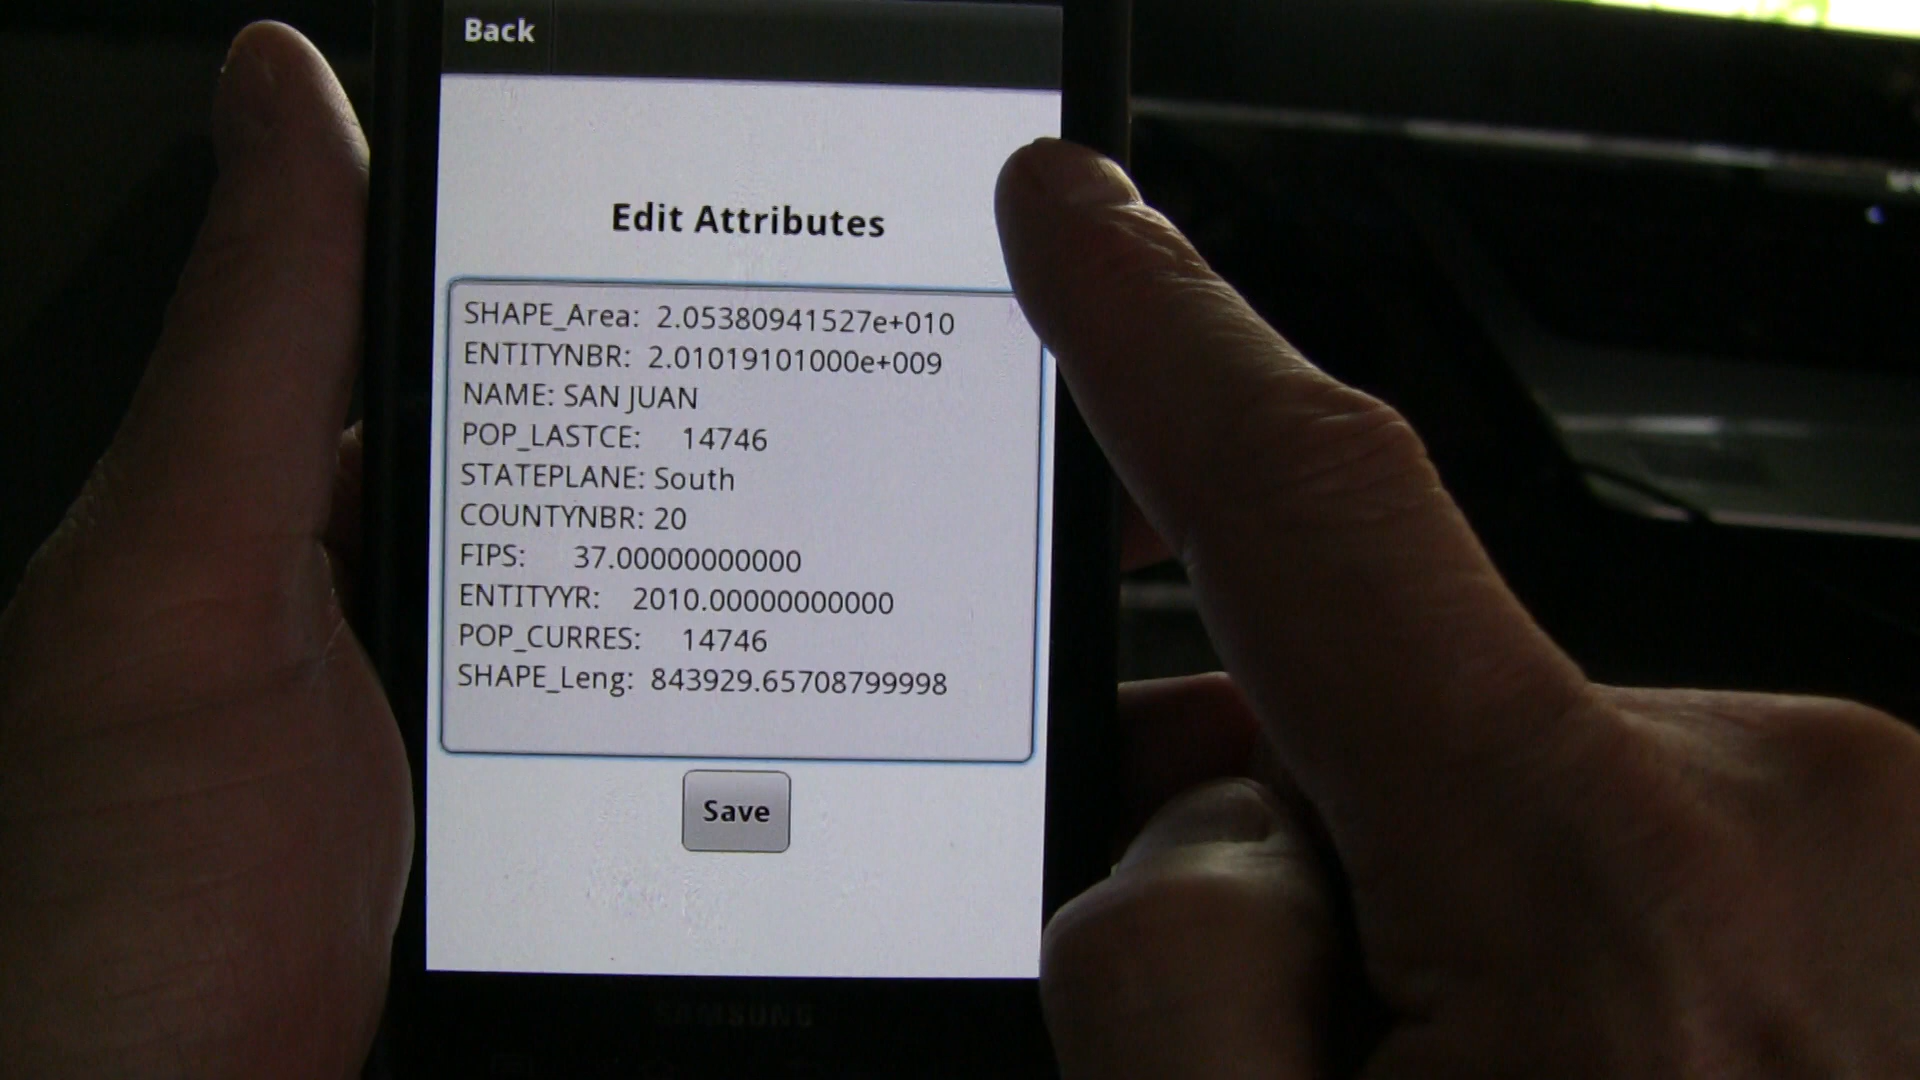 Back
Edit Attributes
SHAPE_Area: 2.05380941527e+010
ENTITYNBR: 2.01019101000e+009
NAME: SAN JUAN
POP_LASTCE: 14746
STATEPLANE: South
COUNTYNBR: 20
FIPS: 37.00000000000
ENTITYYR: 2010.00000000000
POP_CURRES: 14746
SHAPE_Leng: 843929.65708799998
Save
SAMSUNG